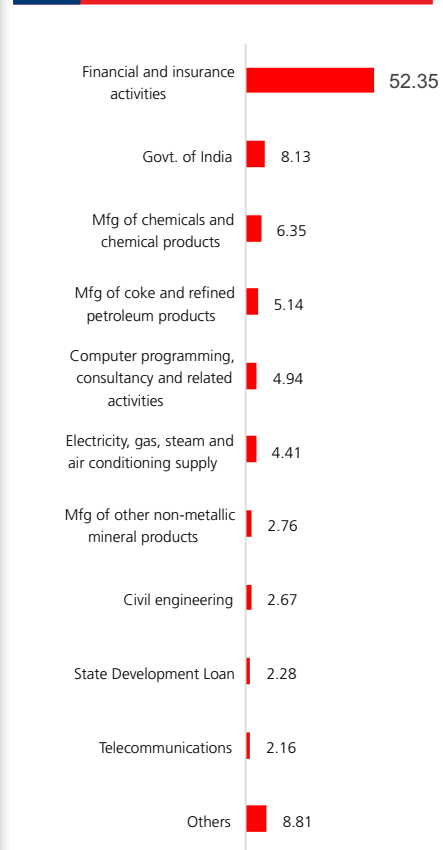 Financial and insurance
activities
52.35
Govt. of India
8.13
Mfg of chemicals and
chemical products
6.35
Mfg of coke and refined
petroleum products
5.14
Computer programming,
consultancy and related
activities
4.94
Electricity, gas, steam and
air conditioning supply
4.41
Mfg of other non-metallic
mineral products
2.76
Civil engineering
2.67
State Development Loan
2.28
Telecommunications
2.16
Others
8.81